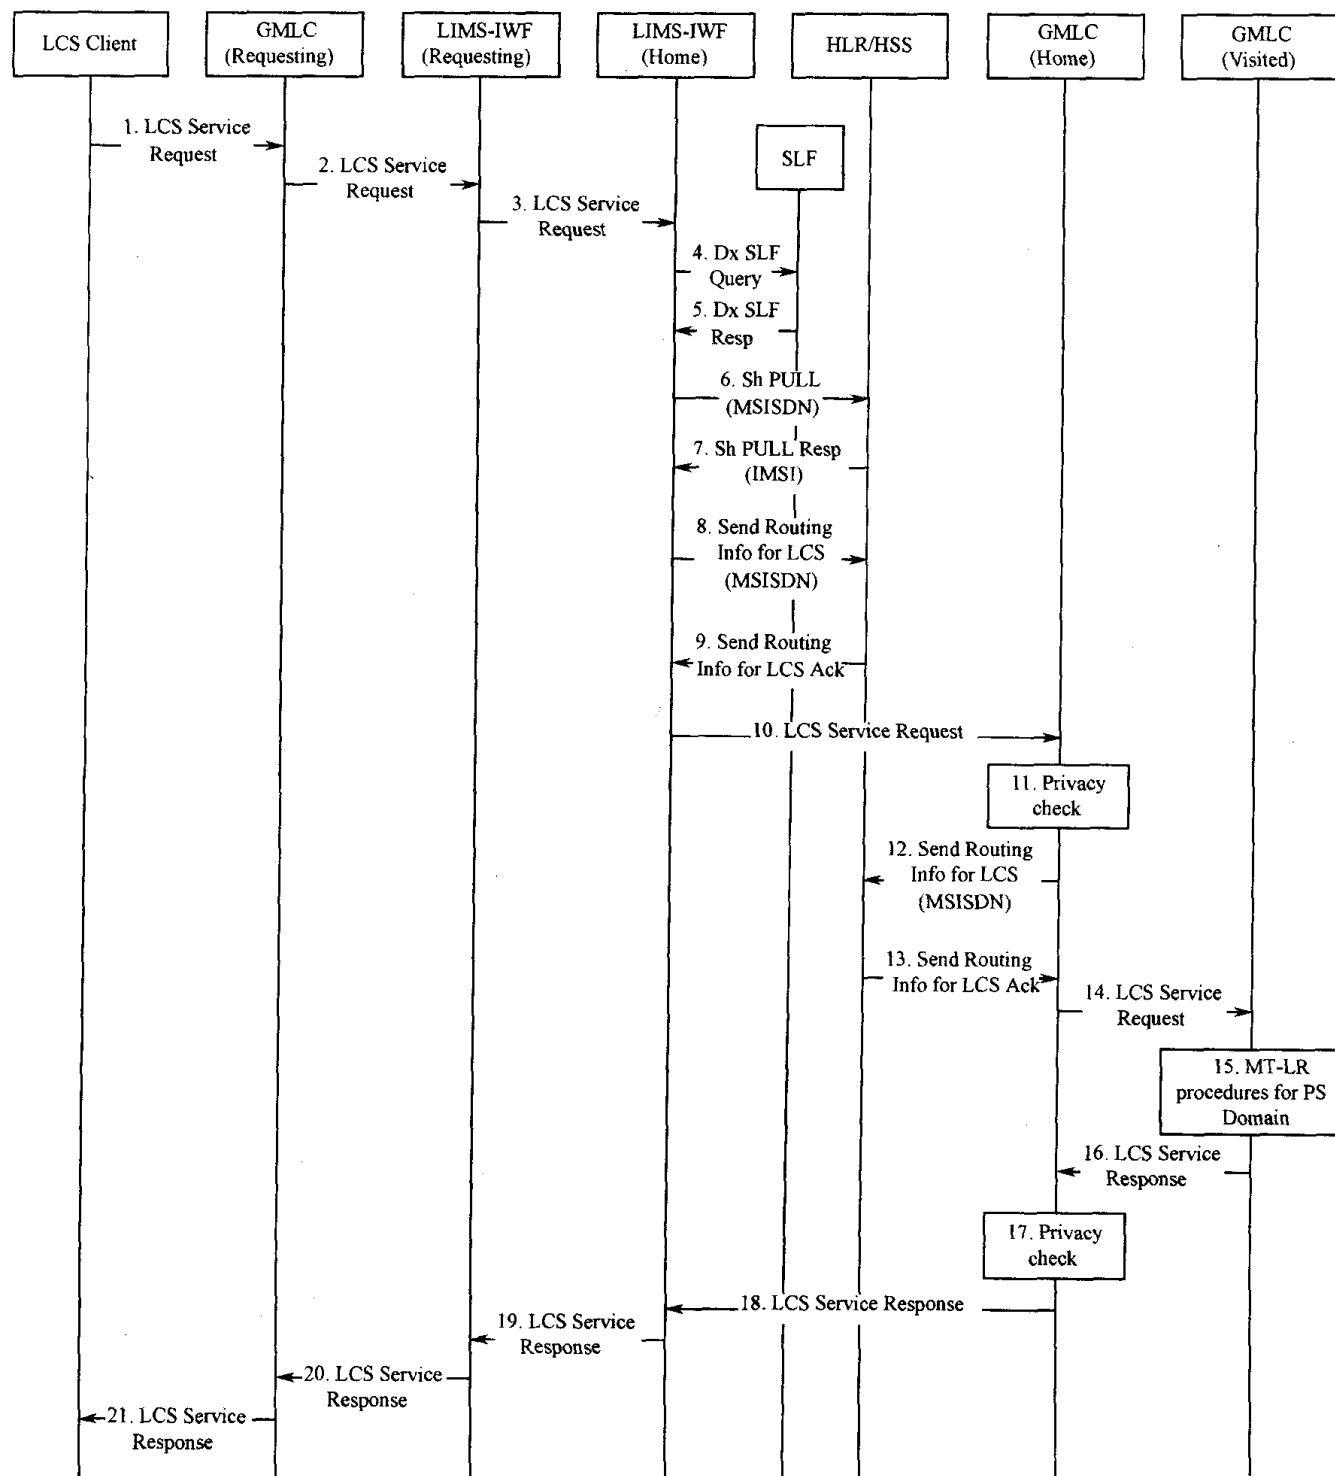 LCS Client
GMLC
(Requesting)
LIMS-IWF
(Requesting)
LIMS-IWF
(Home)
HLR/HSS
GMLC
(Home)
GMLC
(Visited)
SLF
1. LCS Service
Request
2. LCS Service
Request
3. LCS Service
Request
4. Dx SLF
Query
5. Dx SLF
Resp
6. Sh PULL
(MSISDN)
7. Sh PULL Resp
(IMSI)
8. Send Routing
Info for LCS
(MSISDN)
9. Send Routing
Info for LCS Ack
10. LCS Service Request
11. Privacy
check
12. Send Routing
Info for LCS
(MSISDN)
13. Send Routing
Info for LCS Ack
14. LCS Service
Request
15. MT-LR
procedures for PS
Domain
16. LCS Service
Response
17. Privacy
check
18. LCS Service Response
19. LCS Service
Response
20. LCS Service
Response
21. LCS Service
Response